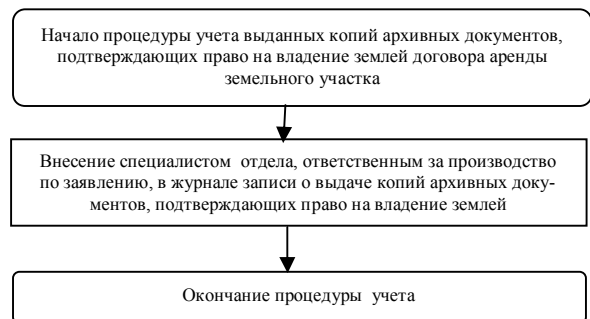 Начало процедуры учета выданных копий архивных документов,
подтверждающих право на владение землей договора аренды
земельного участка
Внесение специалистом отдела, ответственным за производство
по заявлению, в журнале записи о выдаче копий архивных доку-
ментов, подтверждающих право на владение землей
Окончание процедуры учета